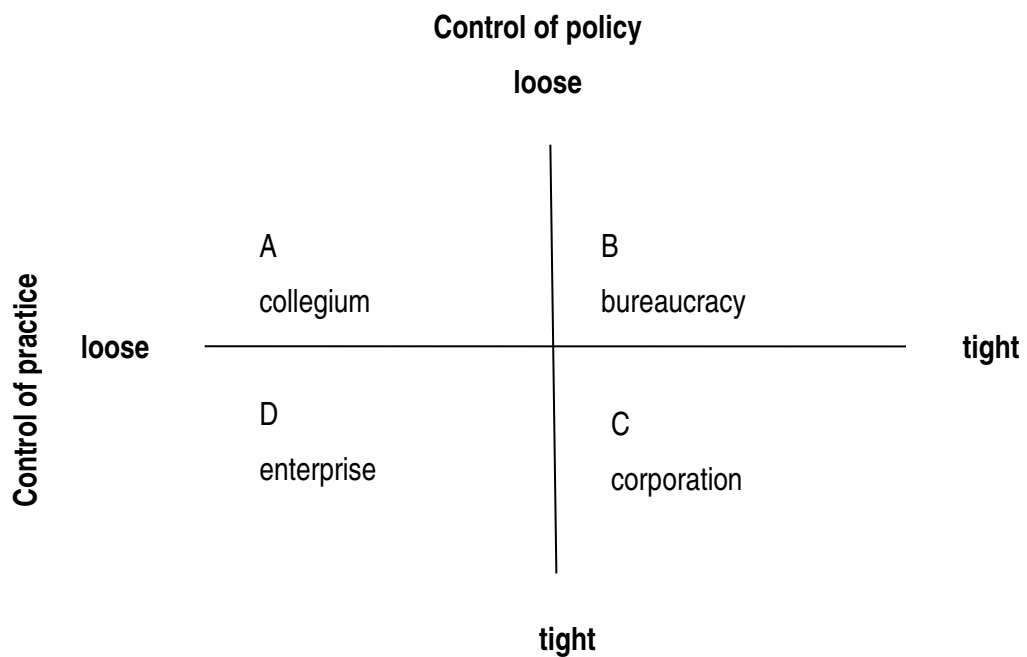 Control of policy
loose
A
collegium
B
bureaucracy
Control of practice
loose
tight
D
enterprise
C
corporation
tight